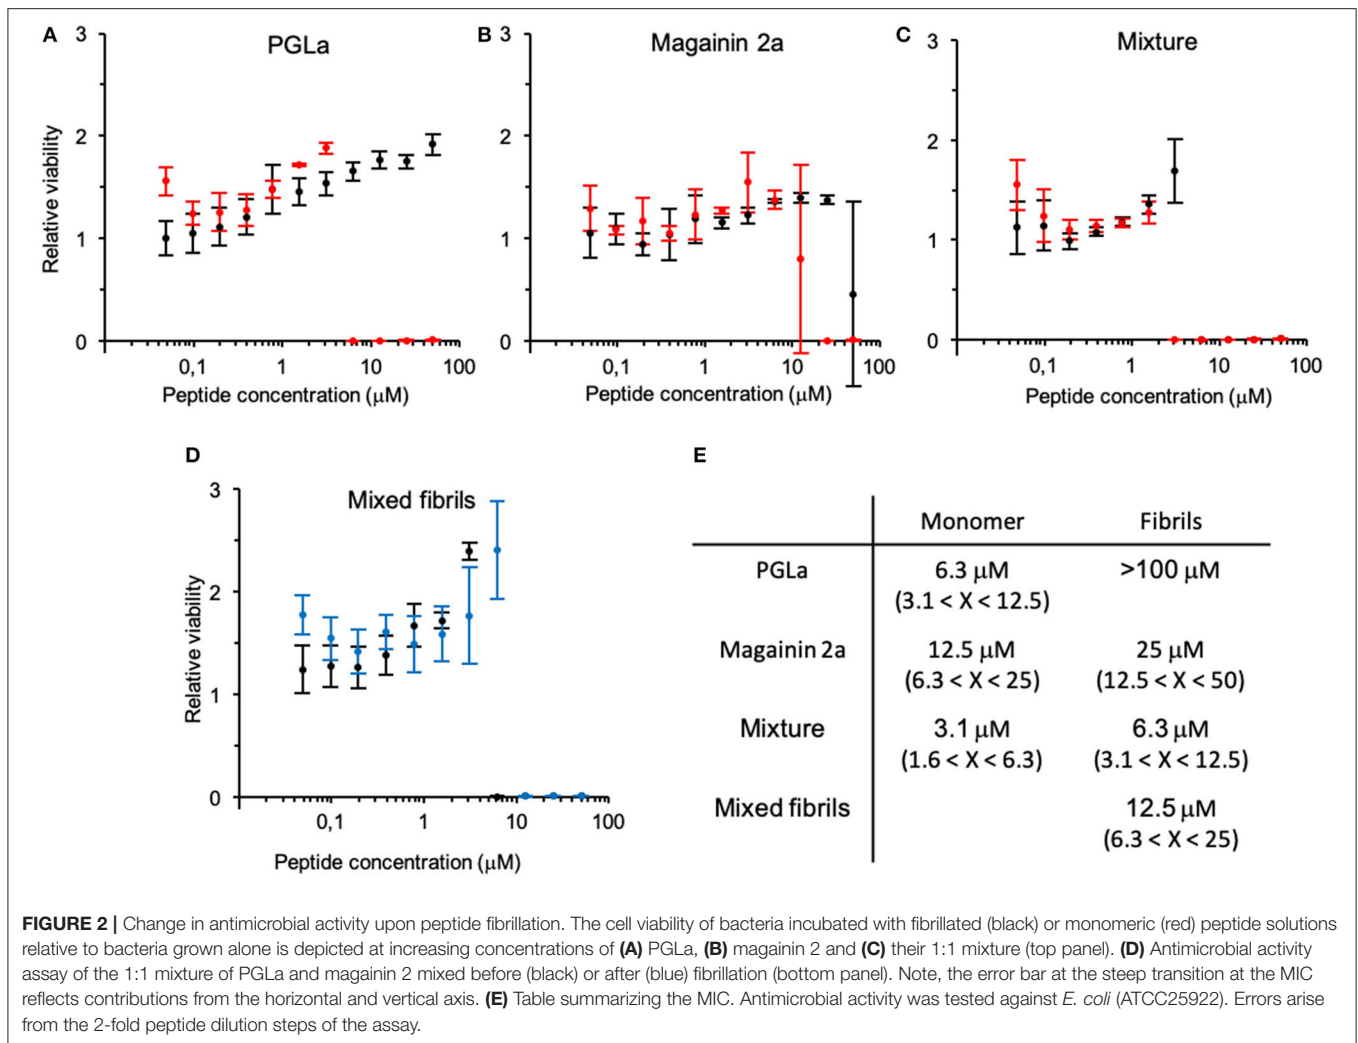 A
PGLa
3
2
1
0
Relative viability
0,1
1
10
100
Peptide concentration (μM)
B
Magainin 2a
3
2
1
0
0,1
1
10
100
Peptide concentration (μM)
C
Mixture
3
2
1
0
0,1
1
10
100
Peptide concentration (μM)
D
Mixed fibrils
3
2
1
0
Relative viability
0,1
1
10
100
Peptide concentration (μM)
E
Monomer Fibrils
PGLa 6.3 μM >100 μM
(3.1 < X < 12.5)
Magainin 2a 12.5 μM 25 μM
(6.3 < X < 25) (12.5 < X < 50)
Mixture 3.1 μM 6.3 μM
(1.6 < X < 6.3) (3.1 < X < 12.5)
Mixed fibrils 12.5 μM
(6.3 < X < 25)
FIGURE 2 | Change in antimicrobial activity upon peptide fibrillation. The cell viability of bacteria incubated with fibrillated (black) or monomeric (red) peptide solutions
relative to bacteria grown alone is depicted at increasing concentrations of (A) PGLa, (B) magainin 2 and (C) their 1:1 mixture (top panel). (D) Antimicrobial activity
assay of the 1:1 mixture of PGLa and magainin 2 mixed before (black) or after (blue) fibrillation (bottom panel). Note, the error bar at the steep transition at the MIC
reflects contributions from the horizontal and vertical axis. (E) Table summarizing the MIC. Antimicrobial activity was tested against E. coli (ATCC25922). Errors arise
from the 2-fold peptide dilution steps of the assay.